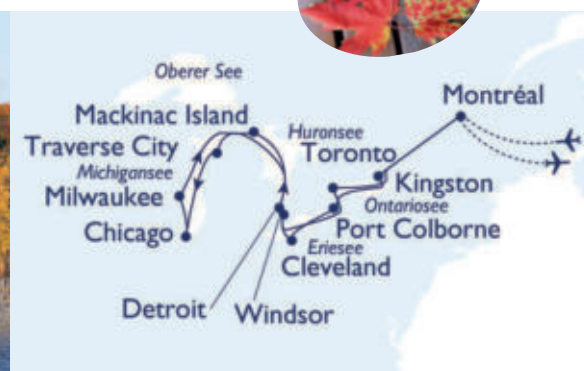 Oberer See
Montréal
Mackinac Island
Huronsee
Traverse City
Toronto
Michigansee
Milwaukee
Kingston
Ontariosee
Chicago
Port Colborne
Eriesee
Cleveland
Detroit
Windsor